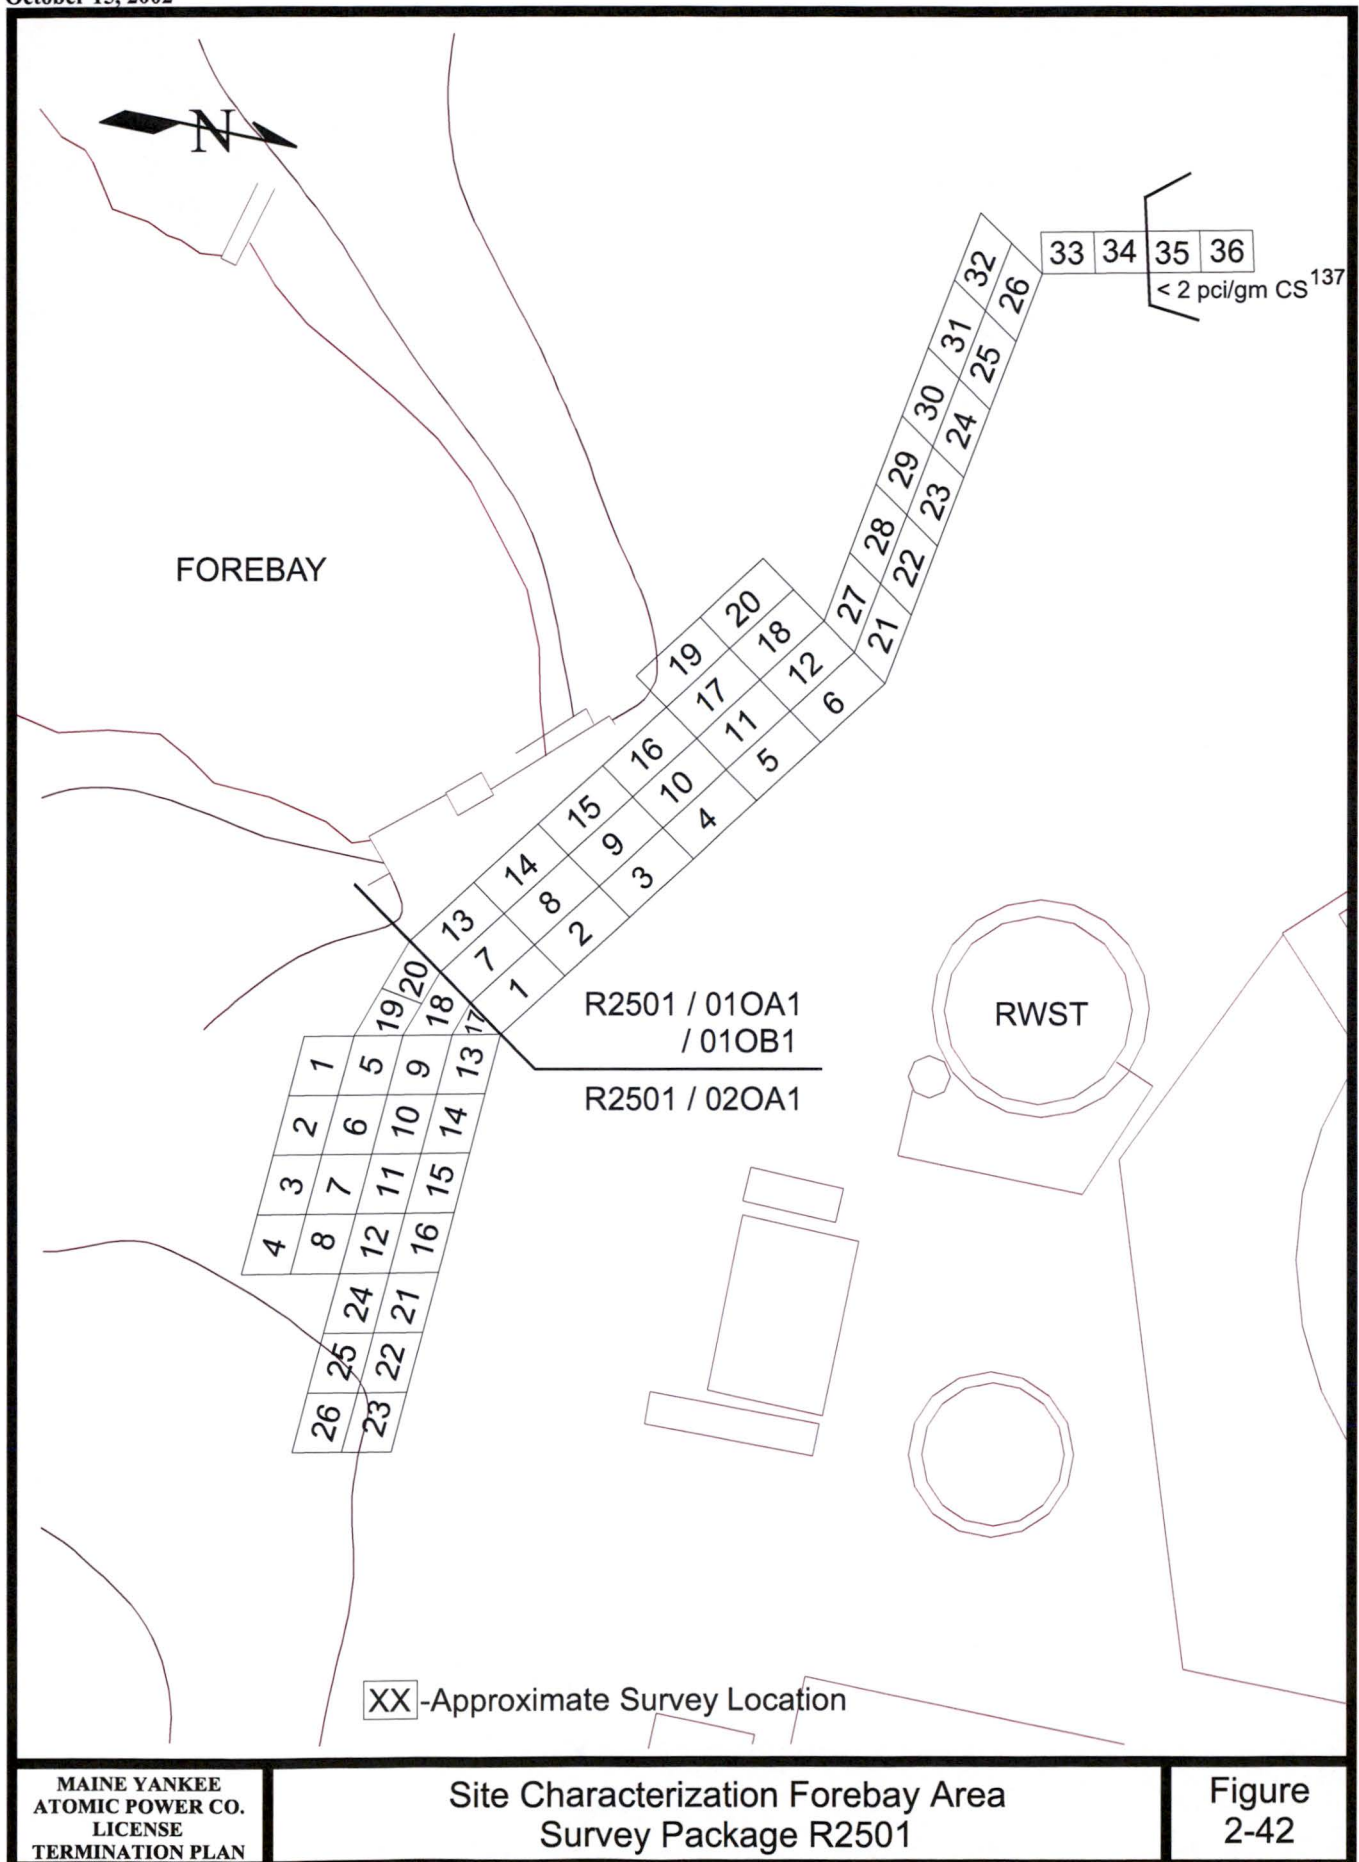 October 15, 2002
N
33 34 35 36
< 2 pci/gm CS137
32
26
31
25
30
24
29
23
28
22
27
21
FOREBAY
20
19
18
17
12
6
16
11
5
15
10
4
14
9
3
13
8
2
7
1
20
19
18
17
R2501 / 01OA1
/ 01OB1
R2501 / 02OA1
RWST
1 5 9 13
2 6 10 14
3 7 11 15
4 8 12 16
24 21
25 22
26 23
XX -Approximate Survey Location
MAINE YANKEE
ATOMIC POWER CO.
LICENSE
TERMINATION PLAN
Site Characterization Forebay Area
Survey Package R2501
Figure
2-42